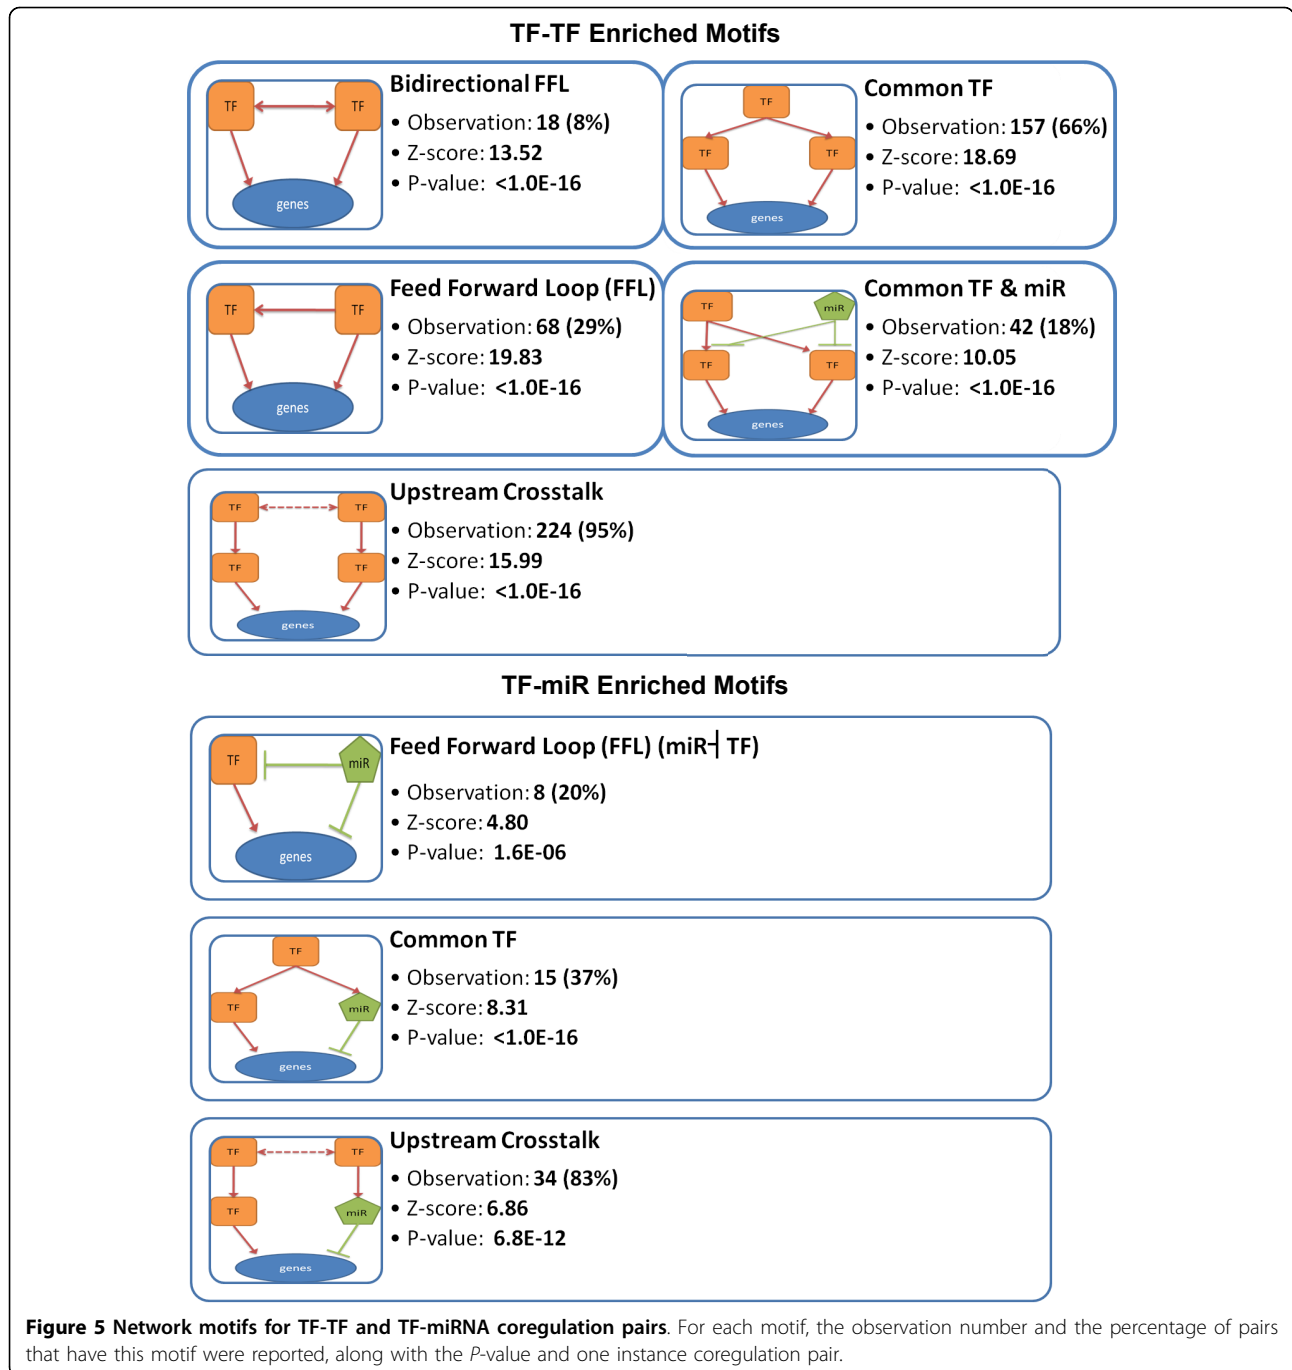 TF-TF Enriched Motifs
Bidirectional FFL
TF TF
• Observation: 18 (8%)
• Z-score: 13.52
• P-value: <1.0E-16
genes
Common TF
TF
• Observation: 157 (66%)
TF TF
• Z-score: 18.69
• P-value: <1.0E-16
genes
Feed Forward Loop (FFL)
TF TF
• Observation: 68 (29%)
• Z-score: 19.83
• P-value: <1.0E-16
genes
Common TF & miR
TF miR
• Observation: 42 (18%)
TF TF
• Z-score: 10.05
• P-value: <1.0E-16
genes
Upstream Crosstalk
TF TF
• Observation: 224 (95%)
TF TF
• Z-score: 15.99
• P-value: <1.0E-16
genes
TF-miR Enriched Motifs
Feed Forward Loop (FFL) (miR┤ TF)
TF miR
• Observation: 8 (20%)
• Z-score: 4.80
• P-value: 1.6E-06
genes
Common TF
TF
• Observation: 15 (37%)
TF miR
• Z-score: 8.31
• P-value: <1.0E-16
genes
Upstream Crosstalk
TF TF
• Observation: 34 (83%)
TF miR
• Z-score: 6.86
• P-value: 6.8E-12
genes
Figure 5 Network motifs for TF-TF and TF-miRNA coregulation pairs. For each motif, the observation number and the percentage of pairs
that have this motif were reported, along with the P-value and one instance coregulation pair.